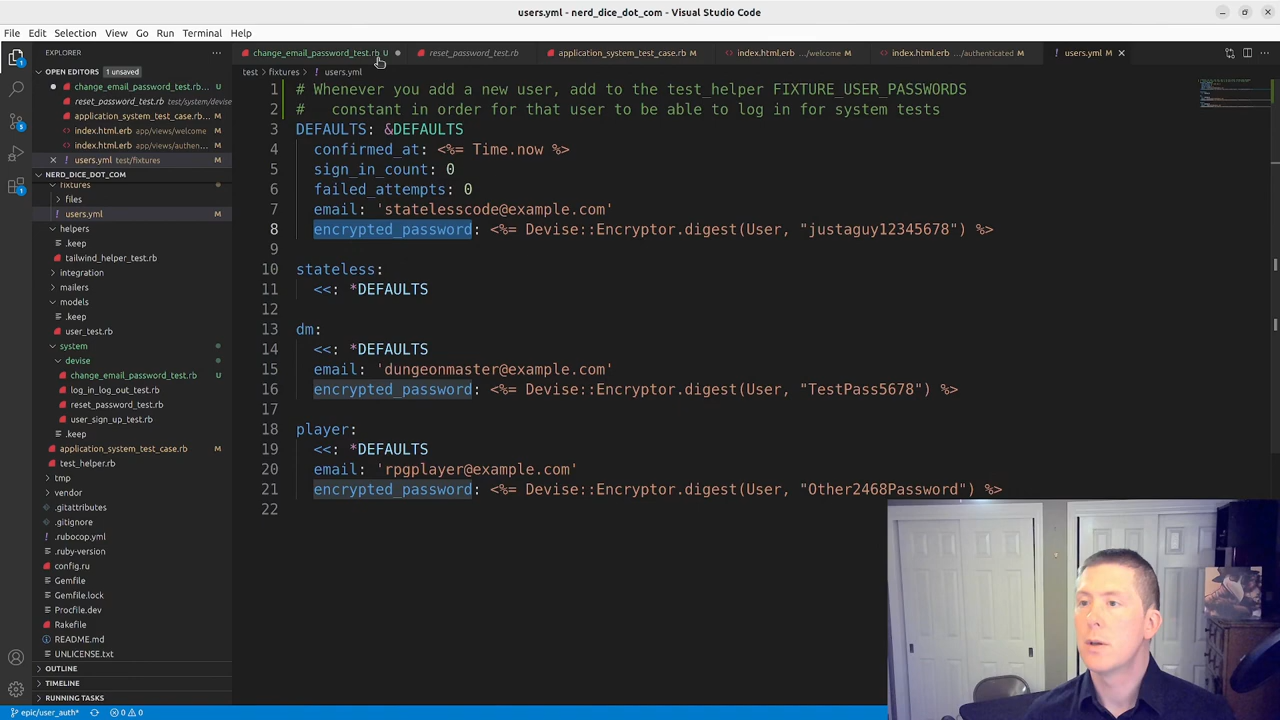 users.yml - nerd_dice_dot_com - Visual Studio Code
File Edit Selection View Go Run Terminal Help
EXPLORER ···
change_email_password_test.rb U ●
reset_password_test.rb
application_system_test_case.rb M
index.html.erb .../welcome M
index.html.erb .../authenticated M
users.yml M
OPEN EDITORS 1 unsaved
change_email_password_test.rb...
reset_password_test.rb test/system/devise
application_system_test_case.rb... M
index.html.erb app/views/welcome M
index.html.erb app/views/authen... M
users.yml test/fixtures M
NERD_DICE_DOT_COM
fixtures
files
users.yml M
helpers
.keep
tailwind_helper_test.rb
integration
mailers
models
.keep
user_test.rb
system
devise
change_email_password_test.rb U
log_in_log_out_test.rb
reset_password_test.rb
user_sign_up_test.rb
.keep
application_system_test_case.rb M
test_helper.rb
tmp
vendor
.gitattributes
.gitignore
.rubocop.yml
.ruby-version
config.ru
Gemfile
Gemfile.lock
Procfile.dev
Rakefile
README.md
UNLICENSE.txt
OUTLINE
TIMELINE
RUNNING TASKS
test > fixtures > ! users.yml
1 # Whenever you add a new user, add to the test_helper FIXTURE_USER_PASSWORDS
2 #   constant in order for that user to be able to log in for system tests
3 DEFAULTS: &DEFAULTS
4   confirmed_at: <%= Time.now %>
5   sign_in_count: 0
6   failed_attempts: 0
7   email: 'statelesscode@example.com'
8   encrypted_password: <%= Devise::Encryptor.digest(User, "justaguy12345678") %>
9
10 stateless:
11   <<: *DEFAULTS
12
13 dm:
14   <<: *DEFAULTS
15   email: 'dungeonmaster@example.com'
16   encrypted_password: <%= Devise::Encryptor.digest(User, "TestPass5678") %>
17
18 player:
19   <<: *DEFAULTS
20   email: 'rpgplayer@example.com'
21   encrypted_password: <%= Devise::Encryptor.digest(User, "Other2468Password") %>
22
epic/user_auth* 0 0